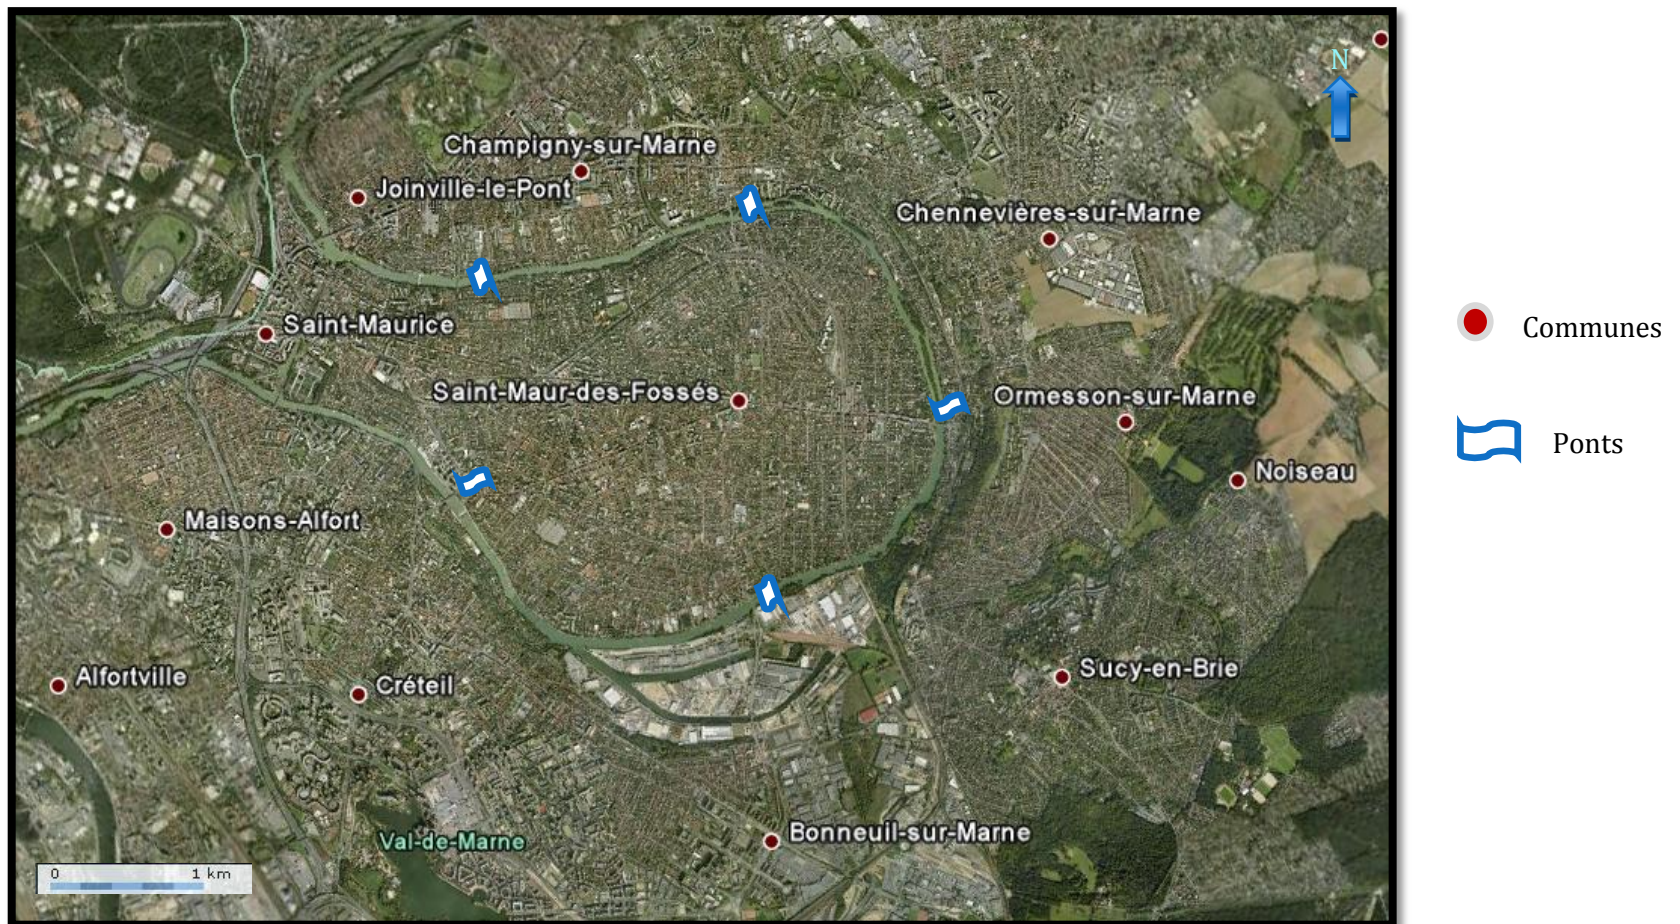 N
Champigny-sur-Marne
Joinville-le-Pont
Chennevières-sur-Marne
Saint-Maurice
Saint-Maur-des-Fossés
Ormesson-sur-Marne
Noiseau
Maisons-Alfort
Alfortville
Créteil
Sucy-en-Brie
Val-de-Marne
Bonneuil-sur-Marne
0 1 km
Communes
Ponts